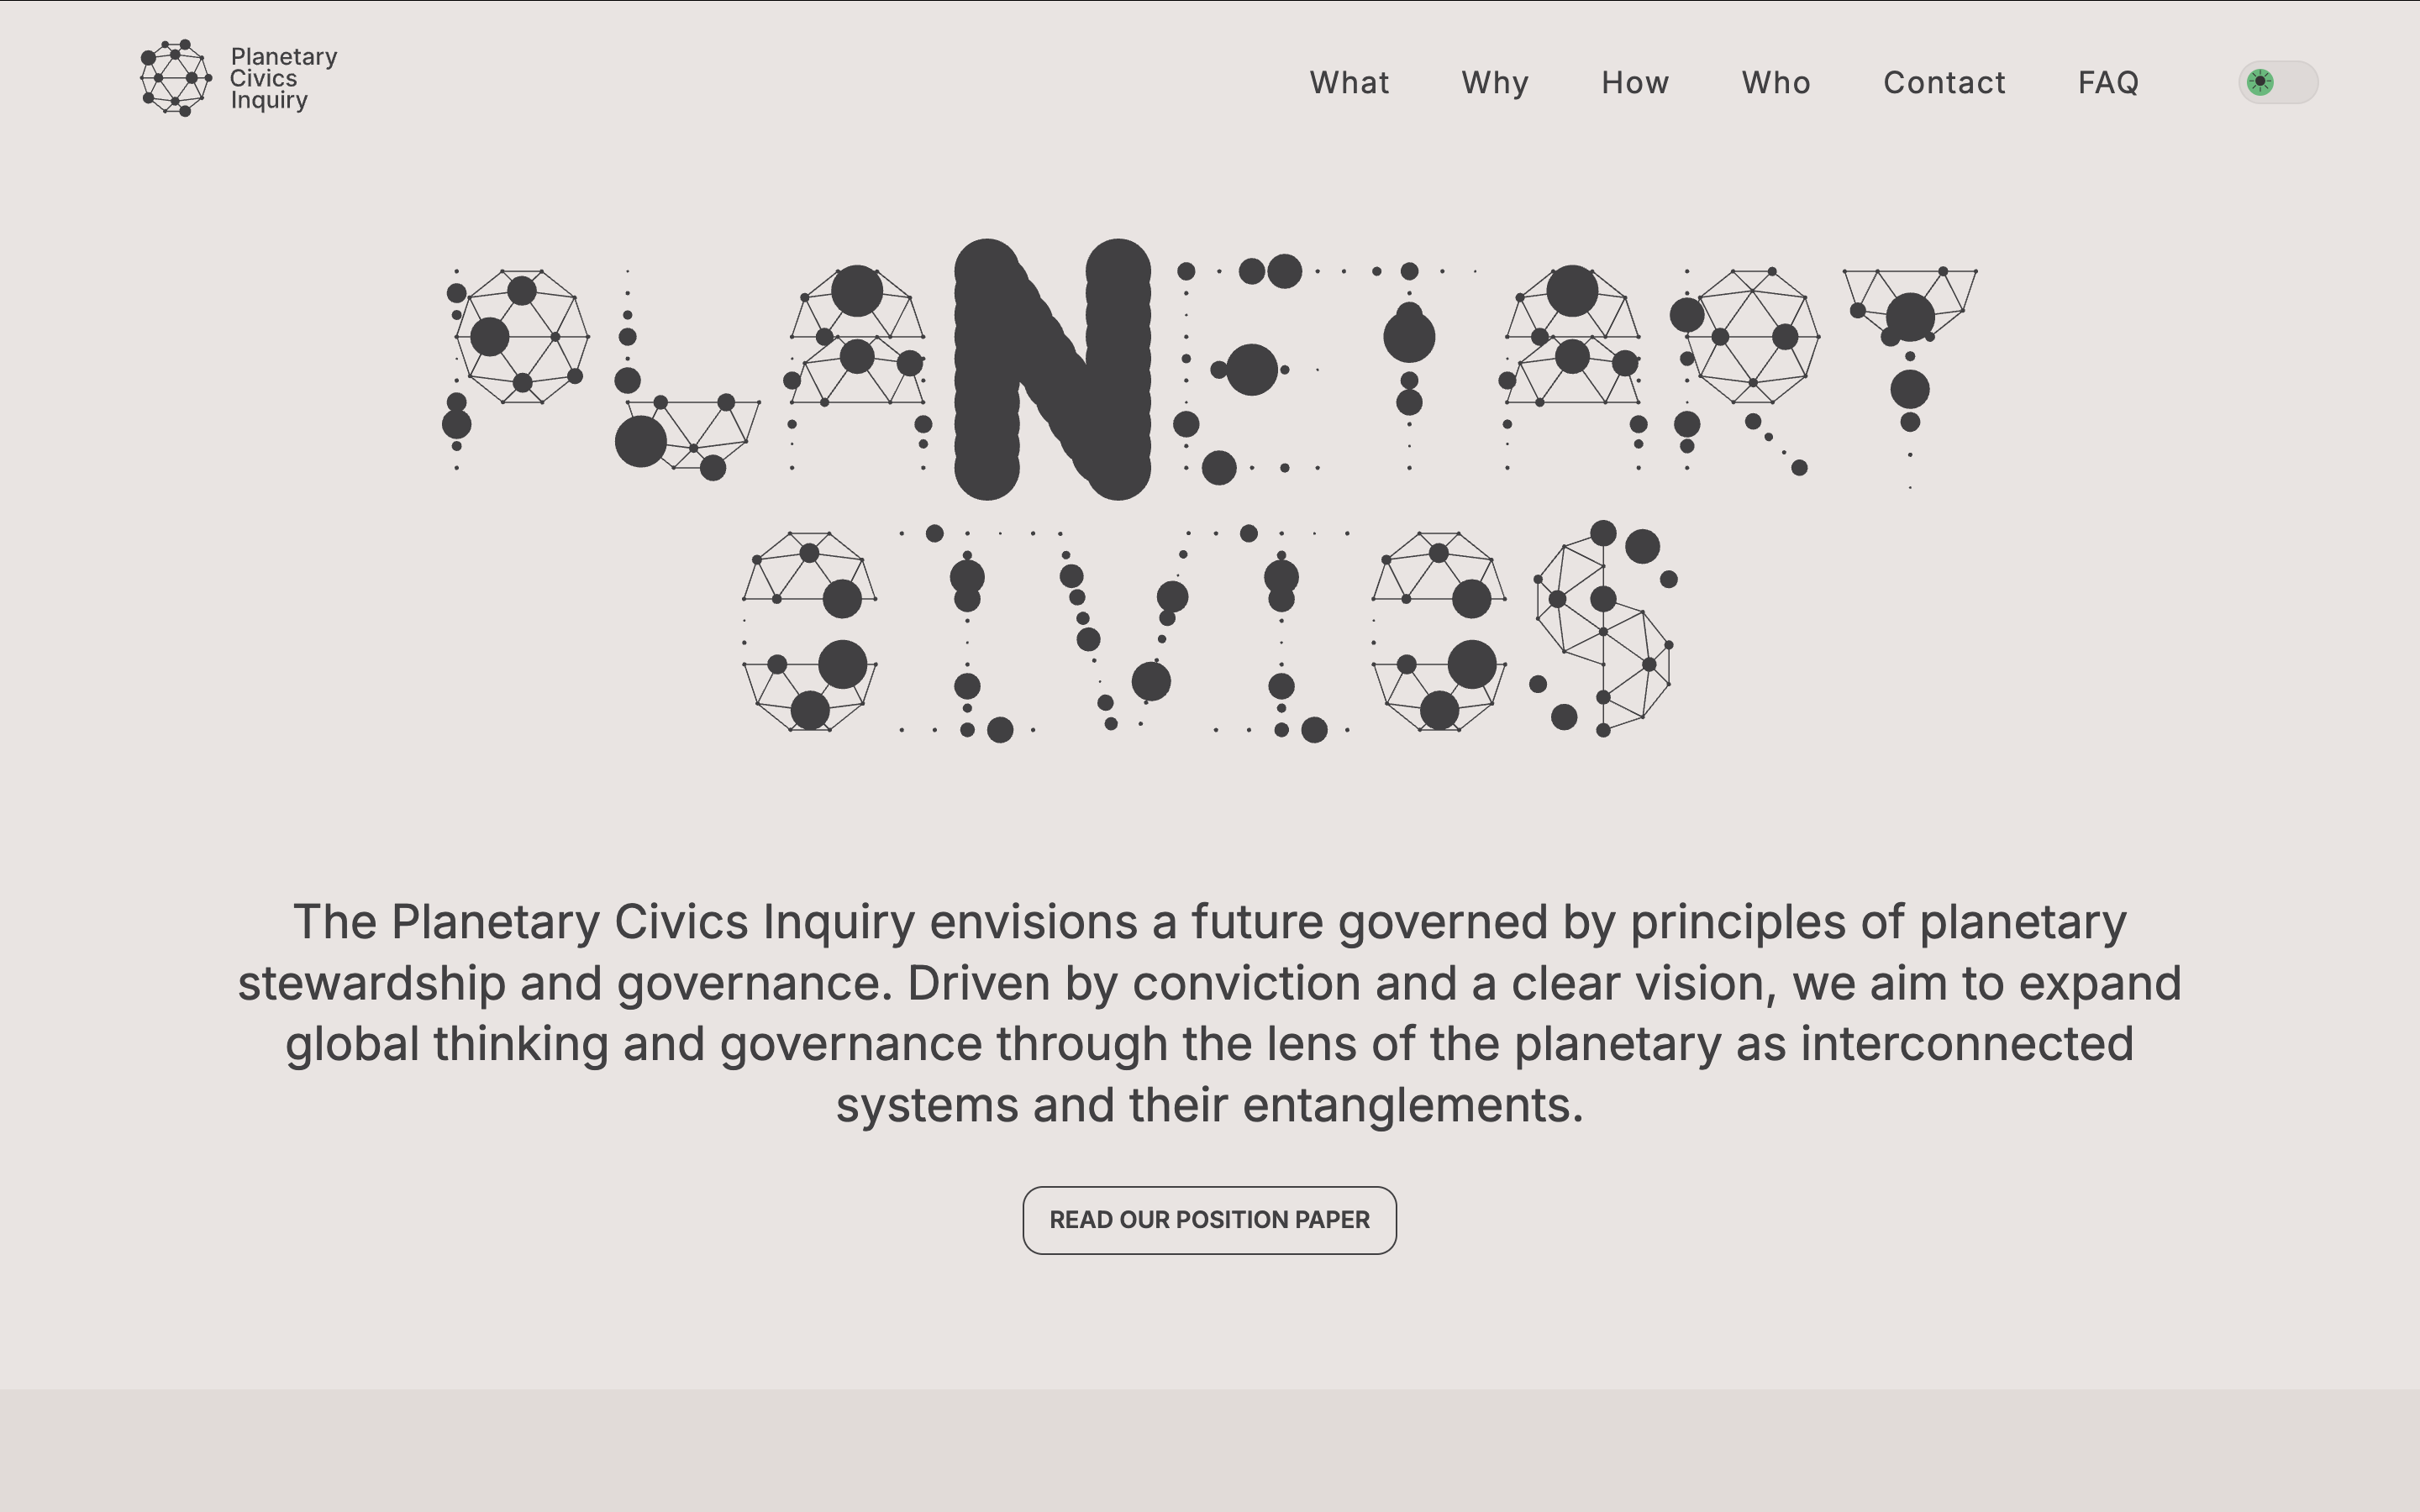 Planetary
Civics
Inquiry
What Why How Who Contact FAQ
PLANETARY
CIVICS
The Planetary Civics Inquiry envisions a future governed by principles of planetary
stewardship and governance. Driven by conviction and a clear vision, we aim to expand
global thinking and governance through the lens of the planetary as interconnected
systems and their entanglements.
READ OUR POSITION PAPER